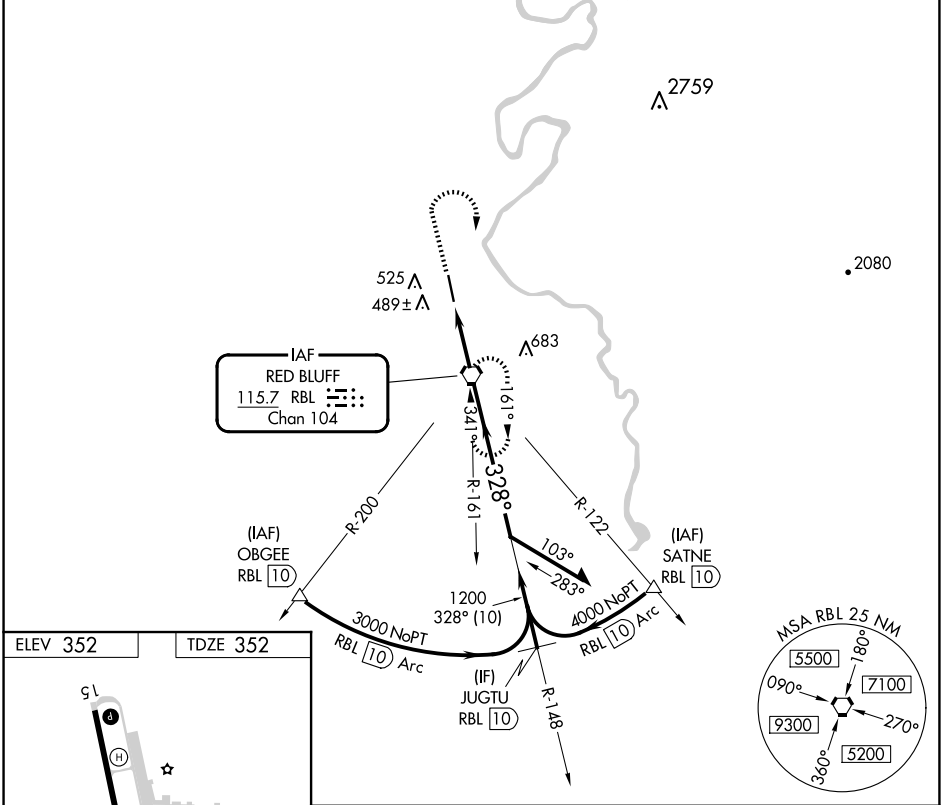 2759
2080
525
489±
683
IAF
RED BLUFF
115.7 RBL
Chan 104
161°
341°
R-161
328°
R-200
R-122
(IAF)
OBGEE
RBL 10
(IAF)
SATNE
RBL 10
103°
283°
1200
328° (10)
3000 NoPT
RBL 10 Arc
4000 NoPT
RBL 10 Arc
(IF)
JUGTU
RBL 10
R-148
ELEV 352
TDZE 352
15
P
H
MSA RBL 25 NM
5500
180°
090°
7100
9300
270°
360°
5200